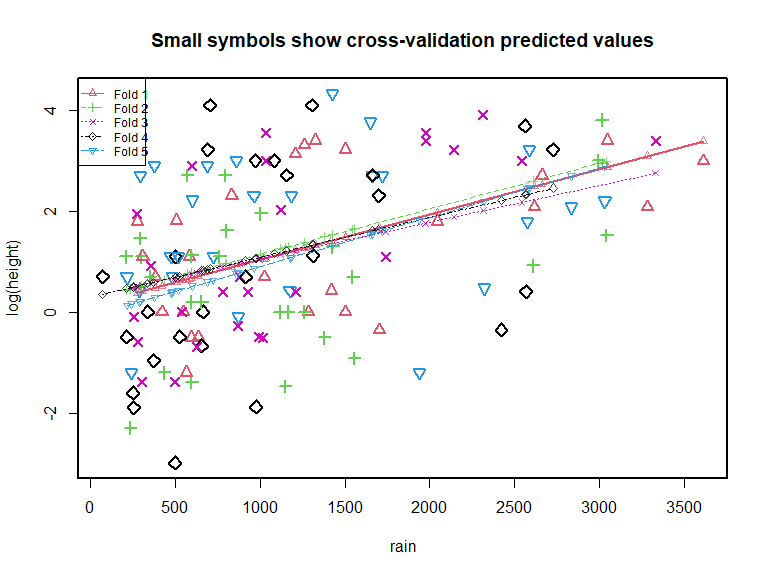 Small symbols show cross-validation predicted values
Fold 1
Fold 2
Fold 3
Fold 4
Fold 5
log(height)
4
2
0
-2
0
500
1000
1500
2000
2500
3000
3500
rain